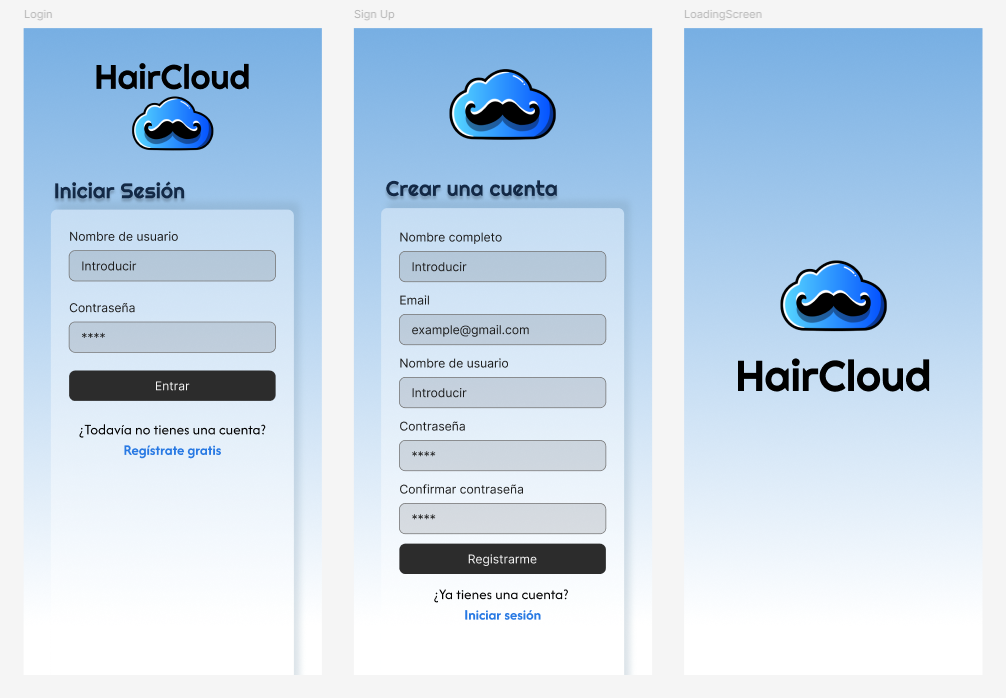 Login
HairCloud
Iniciar Sesión
Nombre de usuario
Introducir
Contraseña
****
Entrar
¿Todavía no tienes una cuenta?
Regístrate gratis
Sign Up
Crear una cuenta
Nombre completo
Introducir
Email
example@gmail.com
Nombre de usuario
Introducir
Contraseña
****
Confirmar contraseña
****
Registrarme
¿Ya tienes una cuenta?
Iniciar sesión
LoadingScreen
HairCloud